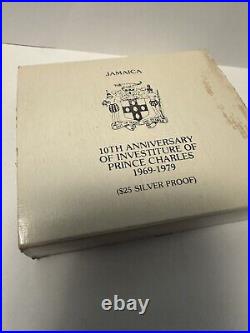 JAMAICA
10TH ANNIVERSARY
OF INVESTITURE OF
PRINCE CHARLES
1969-1979
($25 SILVER PROOF)